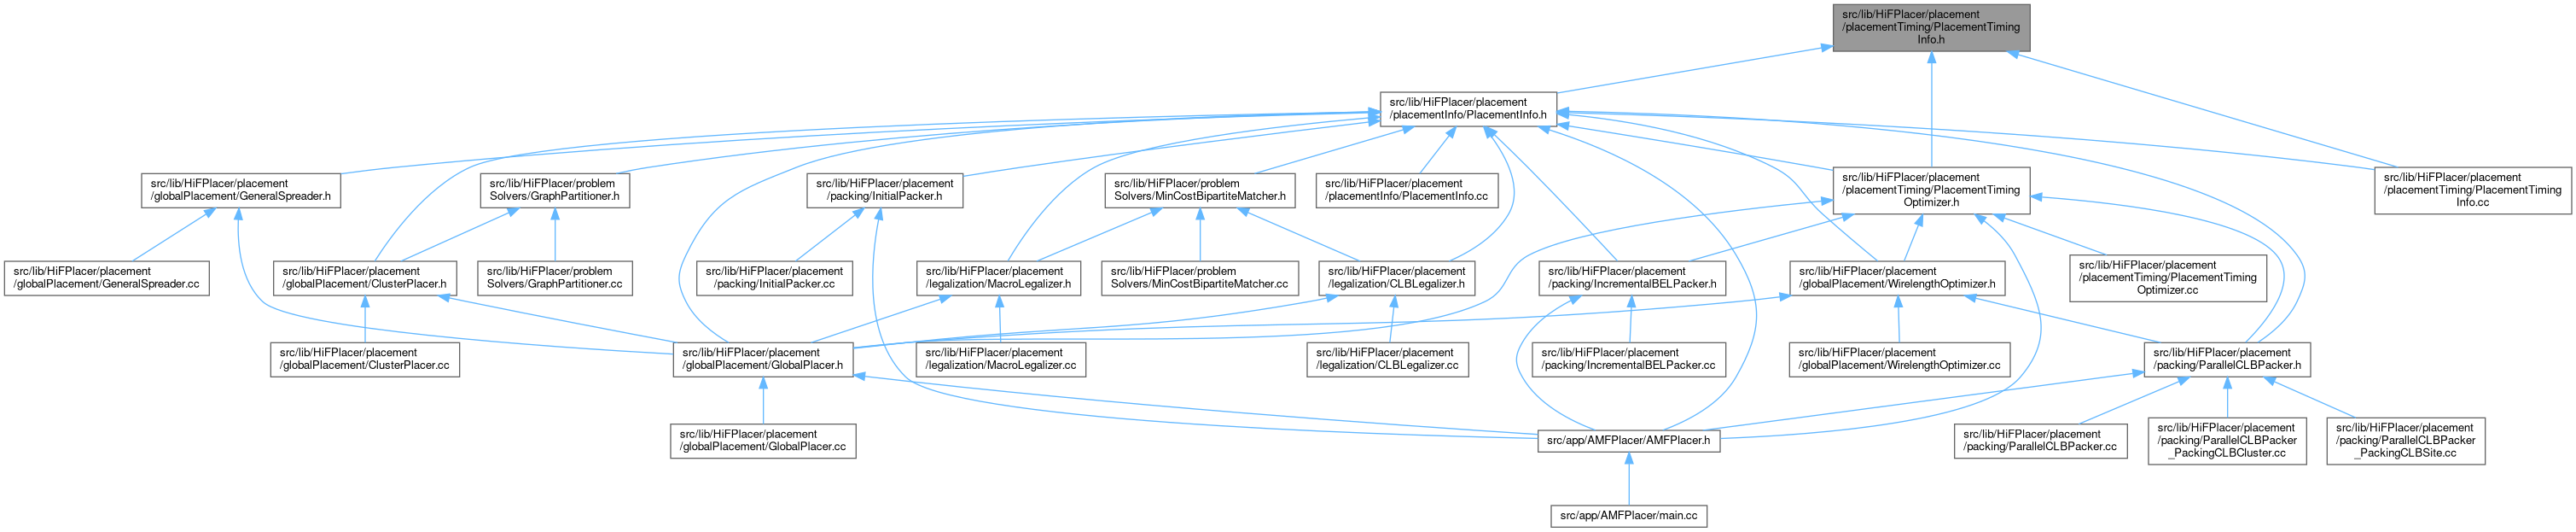 src/lib/HiFPlacer/placement
/placementTiming/PlacementTiming
Info.h
src/lib/HiFPlacer/placement
/placementInfo/PlacementInfo.h
src/lib/HiFPlacer/placement
/globalPlacement/GeneralSpreader.h
src/lib/HiFPlacer/problem
Solvers/GraphPartitioner.h
src/lib/HiFPlacer/placement
/packing/InitialPacker.h
src/lib/HiFPlacer/problem
Solvers/MinCostBipartiteMatcher.h
src/lib/HiFPlacer/placement
/placementInfo/PlacementInfo.cc
src/lib/HiFPlacer/placement
/placementTiming/PlacementTiming
Optimizer.h
src/lib/HiFPlacer/placement
/placementTiming/PlacementTiming
Info.cc
src/lib/HiFPlacer/placement
/globalPlacement/GeneralSpreader.cc
src/lib/HiFPlacer/placement
/globalPlacement/ClusterPlacer.h
src/lib/HiFPlacer/problem
Solvers/GraphPartitioner.cc
src/lib/HiFPlacer/placement
/packing/InitialPacker.cc
src/lib/HiFPlacer/placement
/legalization/MacroLegalizer.h
src/lib/HiFPlacer/problem
Solvers/MinCostBipartiteMatcher.cc
src/lib/HiFPlacer/placement
/legalization/CLBLegalizer.h
src/lib/HiFPlacer/placement
/packing/IncrementalBELPacker.h
src/lib/HiFPlacer/placement
/globalPlacement/WirelengthOptimizer.h
src/lib/HiFPlacer/placement
/placementTiming/PlacementTiming
Optimizer.cc
src/lib/HiFPlacer/placement
/globalPlacement/ClusterPlacer.cc
src/lib/HiFPlacer/placement
/globalPlacement/GlobalPlacer.h
src/lib/HiFPlacer/placement
/legalization/MacroLegalizer.cc
src/lib/HiFPlacer/placement
/legalization/CLBLegalizer.cc
src/lib/HiFPlacer/placement
/packing/IncrementalBELPacker.cc
src/lib/HiFPlacer/placement
/globalPlacement/WirelengthOptimizer.cc
src/lib/HiFPlacer/placement
/packing/ParallelCLBPacker.h
src/lib/HiFPlacer/placement
/globalPlacement/GlobalPlacer.cc
src/app/AMFPlacer/AMFPlacer.h
src/lib/HiFPlacer/placement
/packing/ParallelCLBPacker.cc
src/lib/HiFPlacer/placement
/packing/ParallelCLBPacker
_PackingCLBCluster.cc
src/lib/HiFPlacer/placement
/packing/ParallelCLBPacker
_PackingCLBSite.cc
src/app/AMFPlacer/main.cc